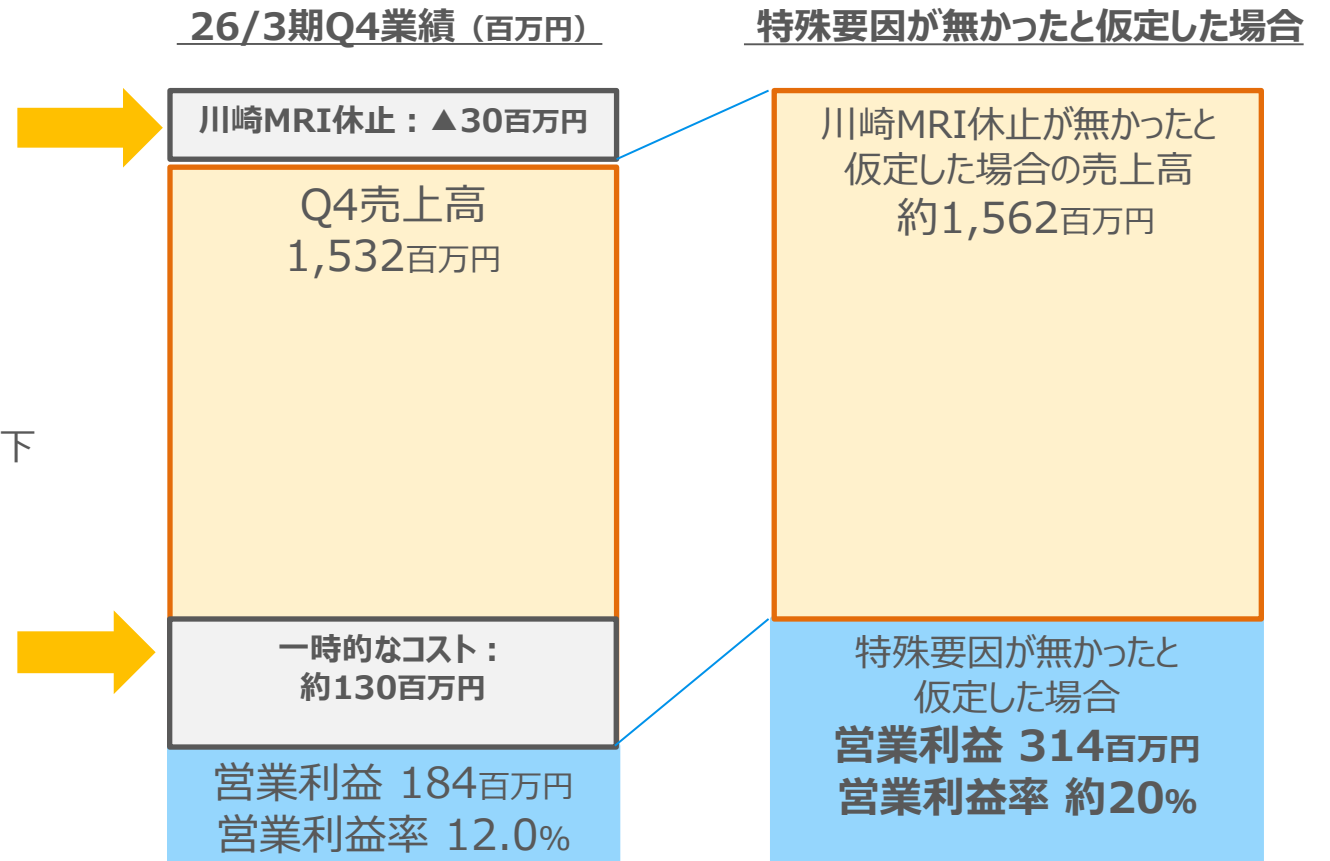 26/3期Q4業績（百万円）
特殊要因が無かったと仮定した場合
川崎MRI休止：▲30百万円
Q4売上高
1,532百万円
川崎MRI休止が無かったと
仮定した場合の売上高
約1,562百万円
下
一時的なコスト：
約130百万円
営業利益 184百万円
営業利益率 12.0%
特殊要因が無かったと
仮定した場合
営業利益 314百万円
営業利益率 約20%